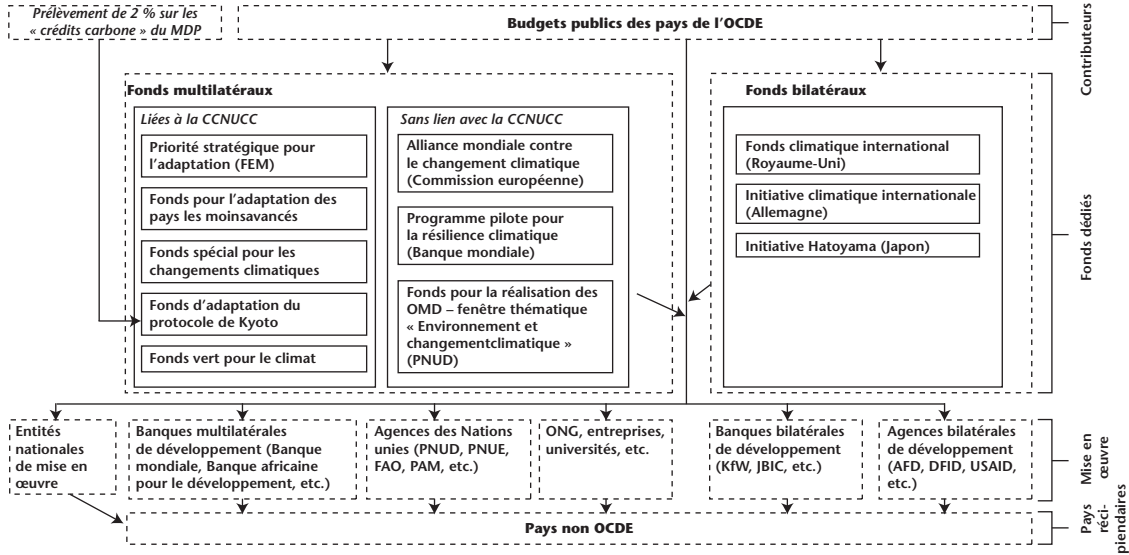 Prélèvement de 2 % sur les
« crédits carbone » du MDP
Budgets publics des pays de l'OCDE
Contributeurs
Fonds multilatéraux
Liées à la CCNUCC
Priorité stratégique pour
l'adaptation (FEM)
Fonds pour l'adaptation des
pays les moinsavancés
Fonds spécial pour les
changements climatiques
Fonds d'adaptation du
protocole de Kyoto
Fonds vert pour le climat
Sans lien avec la CCNUCC
Alliance mondiale contre
le changement climatique
(Commission européenne)
Programme pilote pour
la résilience climatique
(Banque mondiale)
Fonds pour la réalisation des
OMD – fenêtre thématique
« Environnement et
changementclimatique »
(PNUD)
Fonds bilatéraux
Fonds climatique international
(Royaume-Uni)
Initiative climatique internationale
(Allemagne)
Initiative Hatoyama (Japon)
Fonds dédiés
Entités
nationales
de mise en
œuvre
Banques multilatérales
de développement (Banque
mondiale, Banque africaine
pour le développement, etc.)
Agences des Nations
unies (PNUD, PNUE,
FAO, PAM, etc.)
ONG, entreprises,
universités, etc.
Banques bilatérales
de développement
(KfW, JBIC, etc.)
Agences bilatérales
de développement
(AFD, DFID, USAID,
etc.)
Mise en
œuvre
Pays non OCDE
Pays
réci-
piendaires